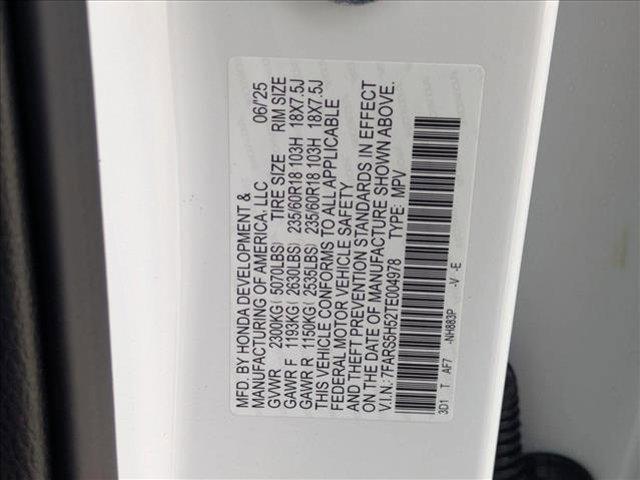 MFD. BY HONDA DEVELOPMENT & 06/'25
MANUFACTURING OF AMERICA, LLC
GVWR 2300KG( 5070LBS) TIRE SIZE RIM SIZE
GAWR F 1193KG( 2630LBS) 235/60R18 103H 18X7.5J
GAWR R 1150KG( 2535LBS) 235/60R18 103H 18X7.5J
THIS VEHICLE CONFORMS TO ALL APPLICABLE
FEDERAL MOTOR VEHICLE SAFETY
AND THEFT PREVENTION STANDARDS IN EFFECT
ON THE DATE OF MANUFACTURE SHOWN ABOVE.
V.I.N.: 7FARS5H52TE004978 TYPE: MPV
3D1 T AF7 -NH883P -V -E